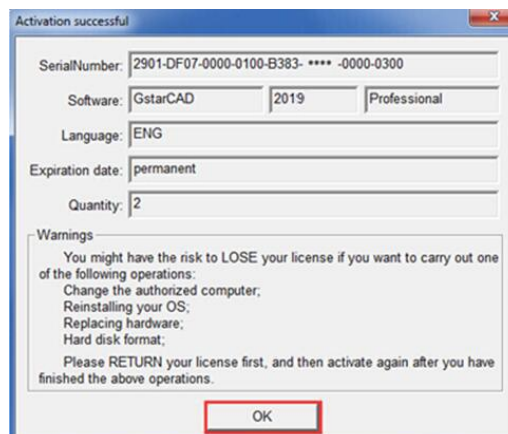 Activation successful
SerialNumber: 2901-DF07-0000-0100-B383- **** -0000-0300
Software: GstarCAD 2019 Professional
Language: ENG
Expiration date: permanent
Quantity: 2
Warnings
You might have the risk to LOSE your license if you want to carry out one
of the following operations:
Change the authorized computer;
Reinstalling your OS;
Replacing hardware;
Hard disk format;
Please RETURN your license first, and then activate again after you have
finished the above operations.
OK